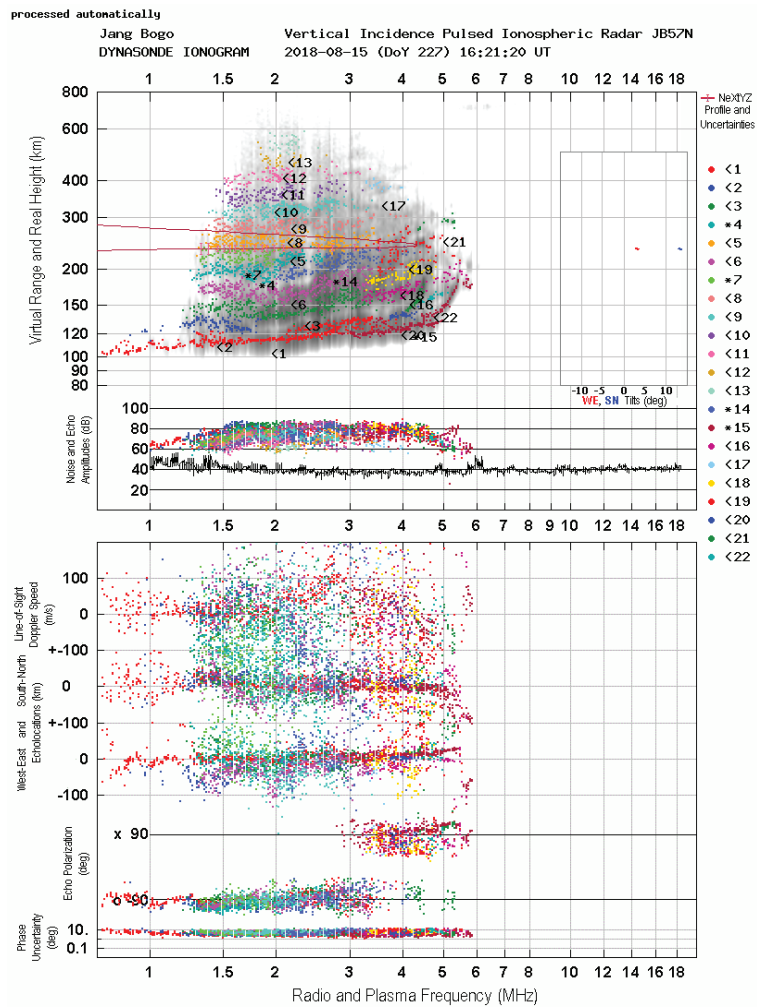 processed automatically
Jang Bogo Vertical Incidence Pulsed Ionospheric Radar JB57N
DYNASONDE IONOGRAM 2018-08-15 (DoY 227) 16:21:20 UT
1 1.5 2 3 4 5 6 7 8 9 10 12 14 16 18
Virtual Range and Real Height (km)
800
600
400
300
200
150
100
90
80
<13
<12
<11
<10
<9
<8
<5
*7
*4
<6
<3
<2
<1
*14
<17
<21
<19
<18
<16
<22
<20
*15
-10 -5 0 5 10
WE, SN Tilts (deg)
NeXtYZ
Profile and
Uncertainties
<1
<2
<3
*4
<5
<6
*7
<8
<9
<10
<11
<12
<13
*14
*15
<16
<17
<18
<19
<20
<21
<22
Noise and Echo
Amplitudes (dB)
100
80
60
40
20
1 1.5 2 3 4 5 6 7 8 9 10 12 14 16 18
Line-of-Sight
Doppler Speed
(m/s)
100
0
+-100
South-North
0
+-100
West-East and
Echolocations (km)
0
-100
Echo Polarization
(deg)
x 90
o -90
Phase
Uncertainty
(deg)
10.
0.1
1 1.5 2 3 4 5 6 7 8 9 10 12 14 16 18
Radio and Plasma Frequency (MHz)